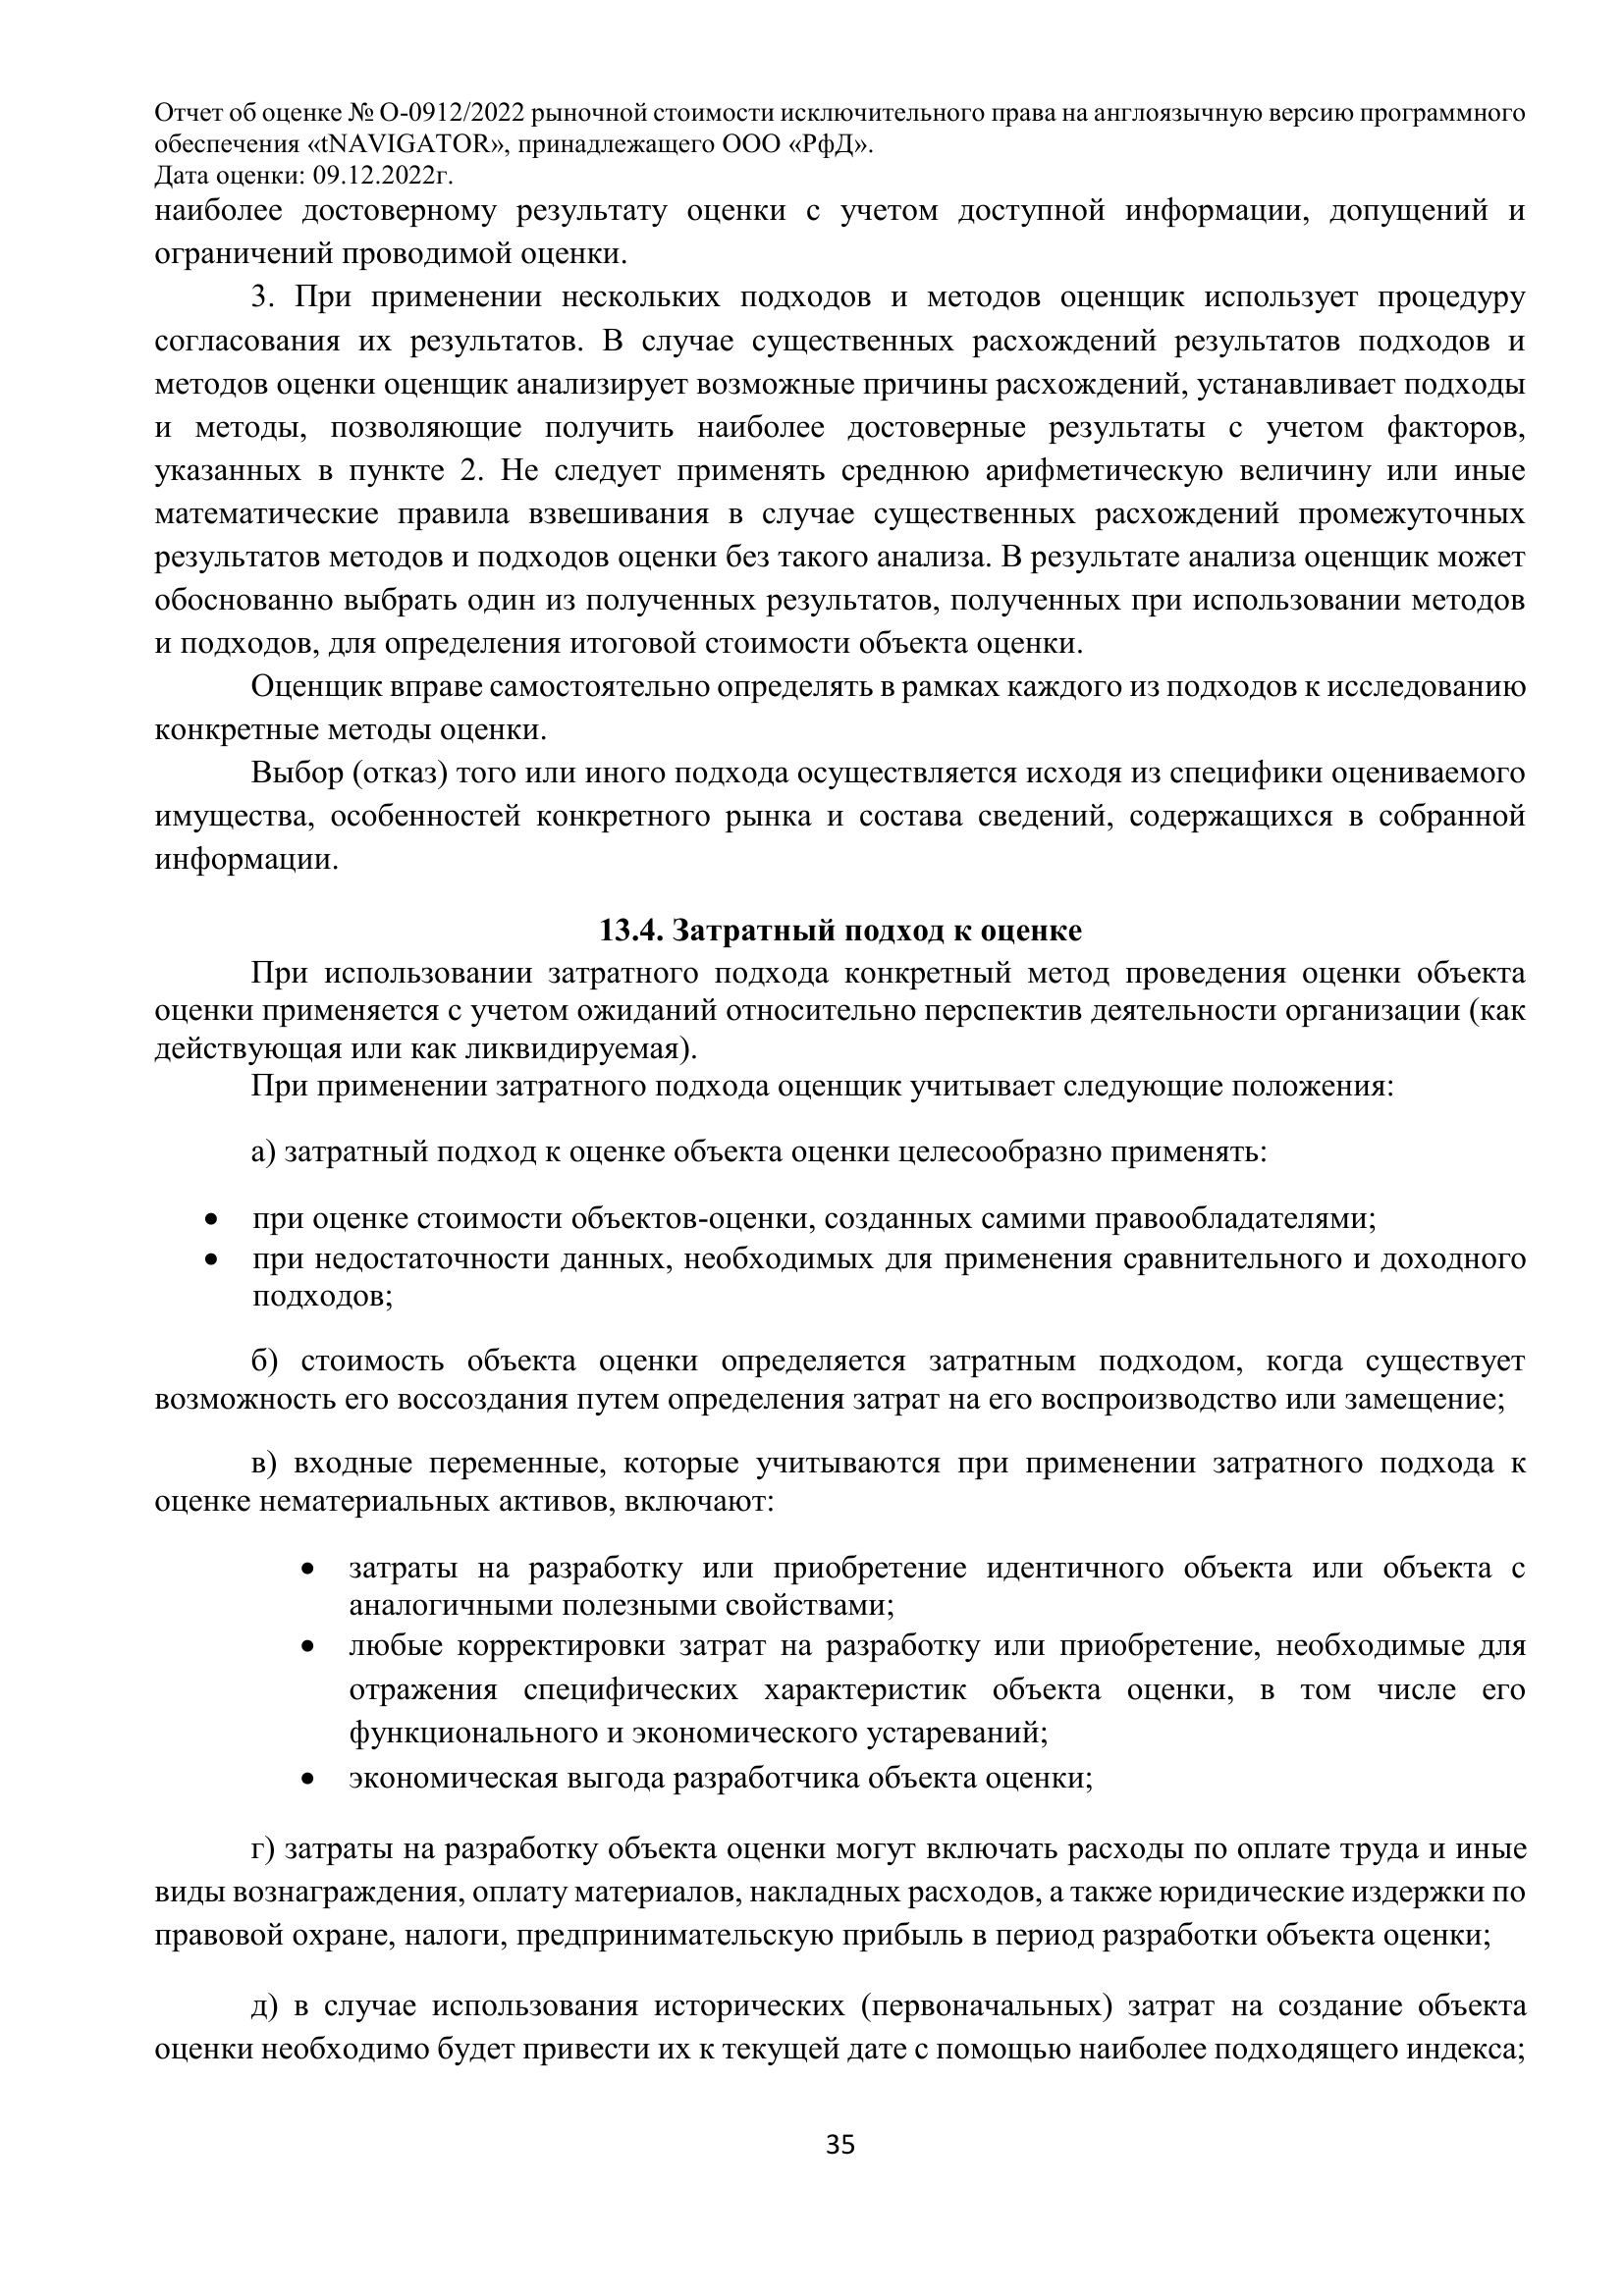 Отчет об оценке № О-0912/2022 рыночной стоимости исключительного права на англоязычную версию программного
обеспечения «tNAVIGATOR», принадлежащего ООО «РфД».
Дата оценки: 09.12.2022г.
наиболее достоверному результату оценки с учетом доступной информации, допущений и
ограничений проводимой оценки.
3. При применении нескольких подходов и методов оценщик использует процедуру
согласования их результатов. В случае существенных расхождений результатов подходов и
методов оценки оценщик анализирует возможные причины расхождений, устанавливает подходы
и методы, позволяющие получить наиболее достоверные результаты с учетом факторов,
указанных в пункте 2. Не следует применять среднюю арифметическую величину или иные
математические правила взвешивания в случае существенных расхождений промежуточных
результатов методов и подходов оценки без такого анализа. В результате анализа оценщик может
обоснованно выбрать один из полученных результатов, полученных при использовании методов
и подходов, для определения итоговой стоимости объекта оценки.
Оценщик вправе самостоятельно определять в рамках каждого из подходов к исследованию
конкретные методы оценки.
Выбор (отказ) того или иного подхода осуществляется исходя из специфики оцениваемого
имущества, особенностей конкретного рынка и состава сведений, содержащихся в собранной
информации.
13.4. Затратный подход к оценке
При использовании затратного подхода конкретный метод проведения оценки объекта
оценки применяется с учетом ожиданий относительно перспектив деятельности организации (как
действующая или как ликвидируемая).
При применении затратного подхода оценщик учитывает следующие положения:
а) затратный подход к оценке объекта оценки целесообразно применять:
• при оценке стоимости объектов-оценки, созданных самими правообладателями;
• при недостаточности данных, необходимых для применения сравнительного и доходного
подходов;
б) стоимость объекта оценки определяется затратным подходом, когда существует
возможность его воссоздания путем определения затрат на его воспроизводство или замещение;
в) входные переменные, которые учитываются при применении затратного подхода к
оценке нематериальных активов, включают:
• затраты на разработку или приобретение идентичного объекта или объекта с
аналогичными полезными свойствами;
• любые корректировки затрат на разработку или приобретение, необходимые для
отражения специфических характеристик объекта оценки, в том числе его
функционального и экономического устареваний;
• экономическая выгода разработчика объекта оценки;
г) затраты на разработку объекта оценки могут включать расходы по оплате труда и иные
виды вознаграждения, оплату материалов, накладных расходов, а также юридические издержки по
правовой охране, налоги, предпринимательскую прибыль в период разработки объекта оценки;
д) в случае использования исторических (первоначальных) затрат на создание объекта
оценки необходимо будет привести их к текущей дате с помощью наиболее подходящего индекса;
35